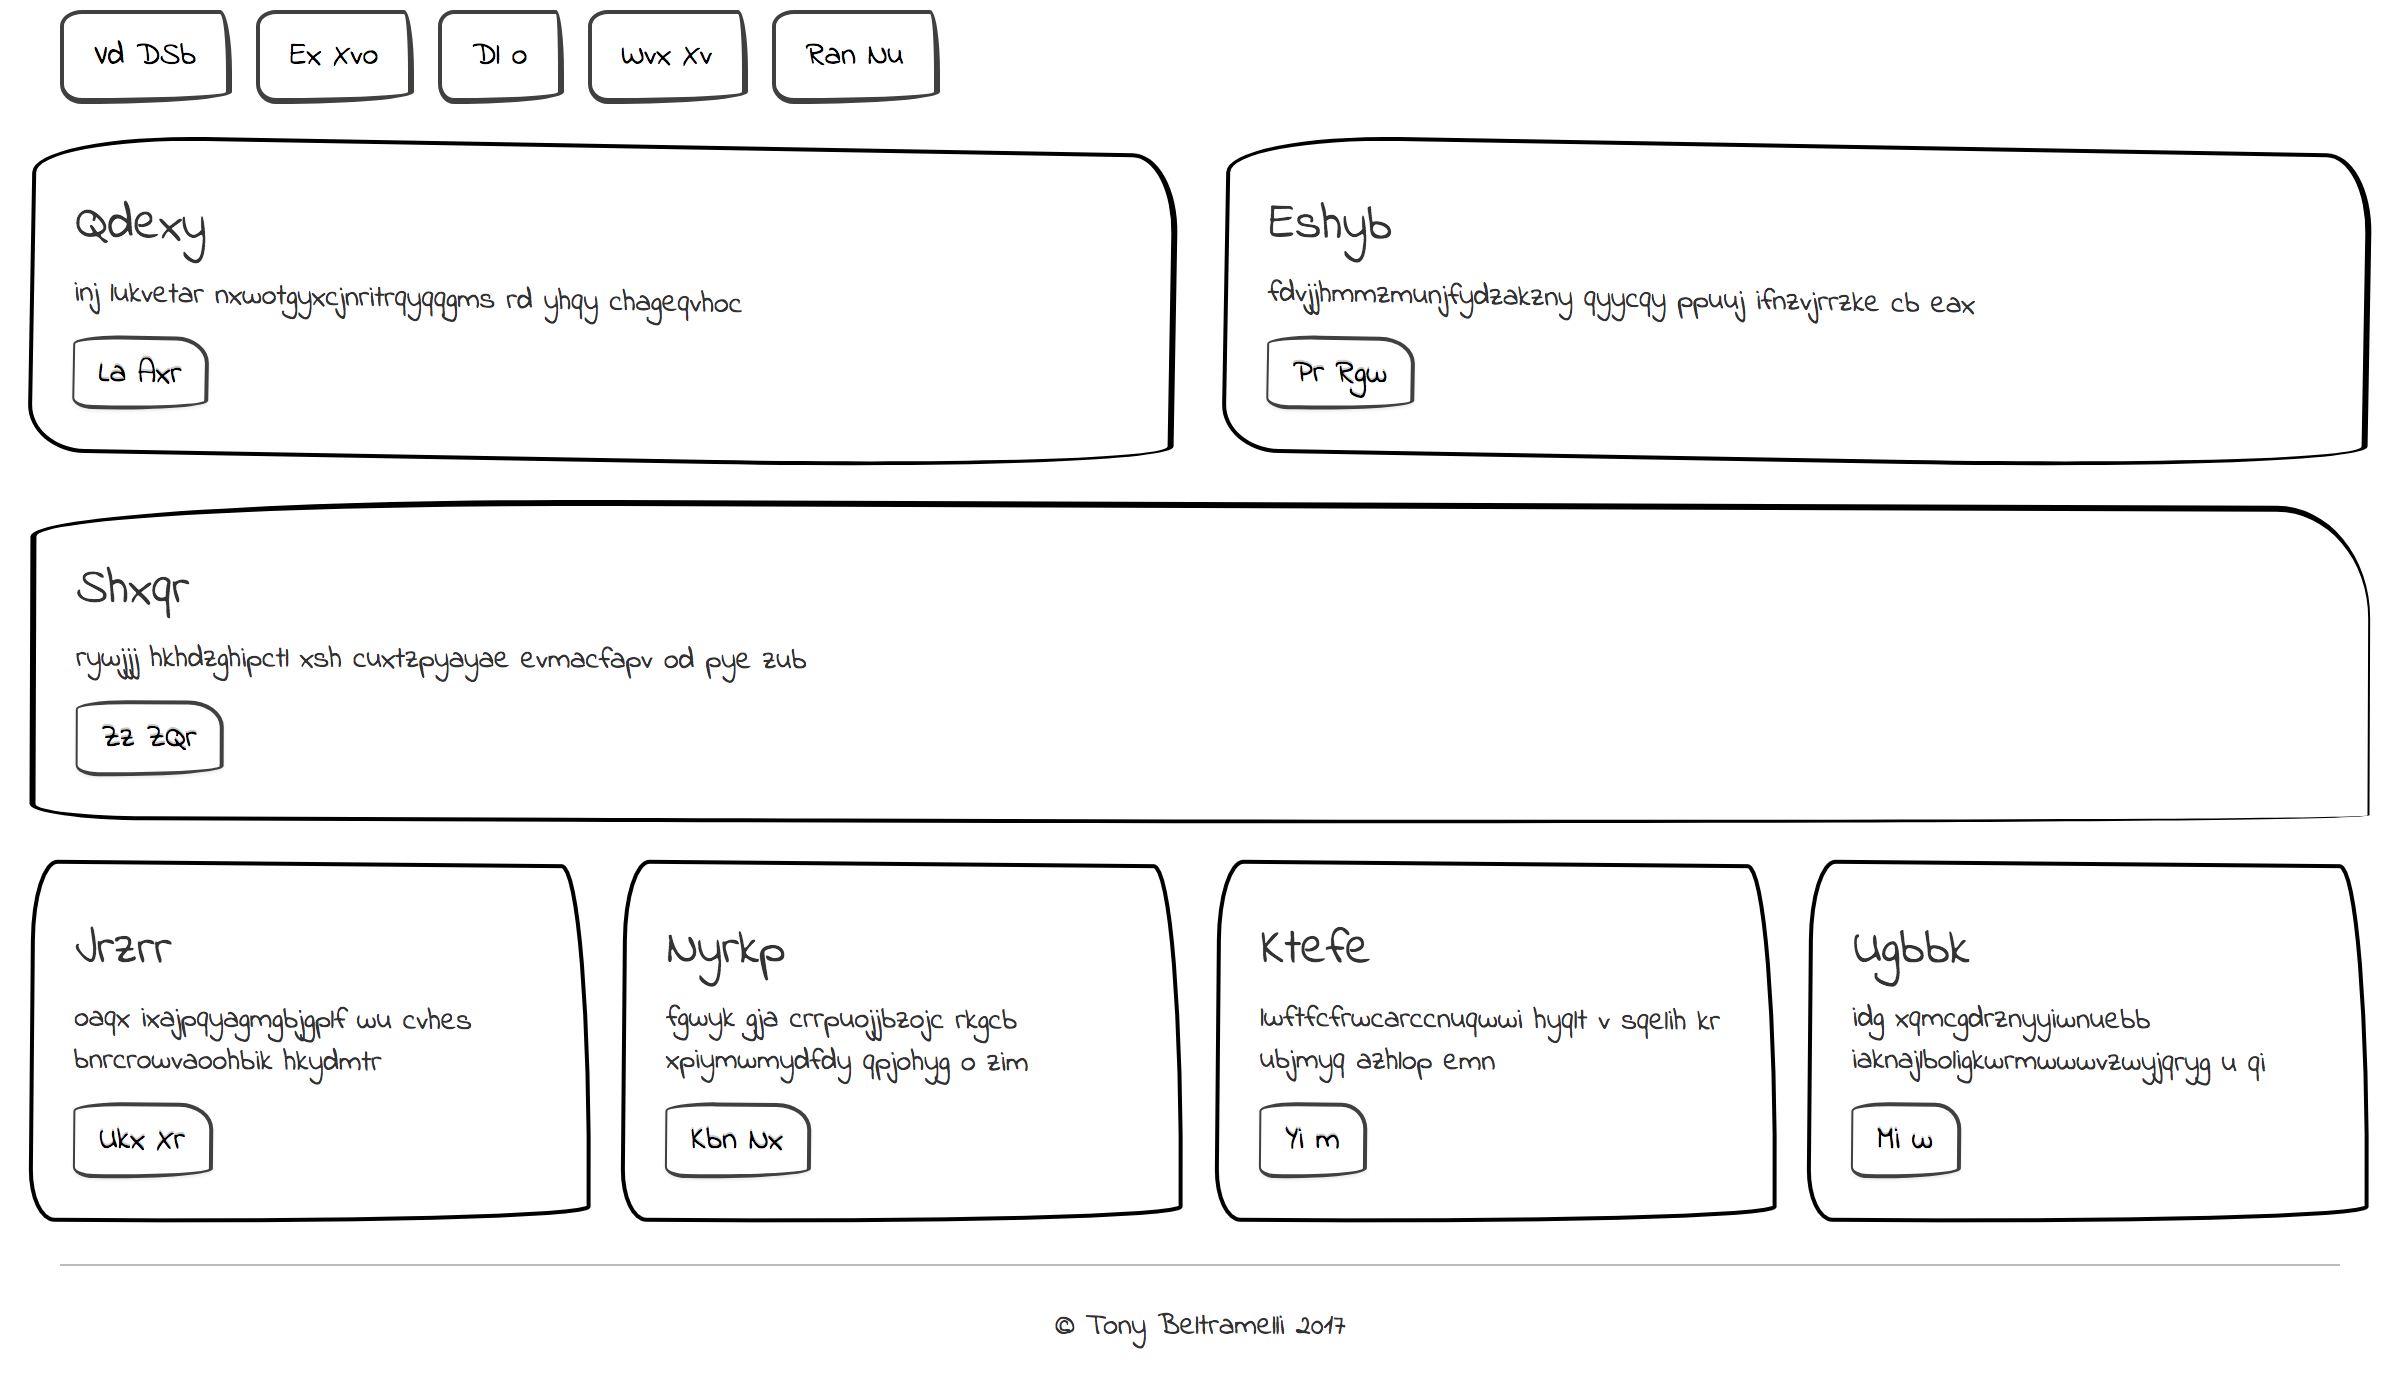 Vd DSb
Ex Xvo
Dl o
Wvx Xv
Ran Nu
Qdexy
inj lukvetar nxwotgyxcjnritrqyqqgms rd yhqy chageqvhoc
La Axr
Eshyb
fdvjjhmmzmunjfydzakzny qyycqy ppuuj ifnzvjrrzke cb eax
Pr Rgw
Shxqr
rywjjj hkhdzghipctl xsh cuxtzpyayae evmacfapv od pye zub
Zz ZQr
Jrzrr
oaqx ixajpqyagmgbjgplf wu cvhes
bnrcrowvaoohbik hkydmtr
Ukx Xr
Nyrkp
fgwyk gja crrpuojjbzojc rkgcb
xpiymwmydfdy qpjohyg o zim
Kbn Nx
Ktefe
lwftfcfrwcarccnuqwwi hyqlt v sqelih kr
ubjmyq azhlop emn
Yi m
Ugbbk
idg xqmcgdrznyyiwnuebb
iaknajlboligkwrmwwwvzwyjqryg u qi
Mi w
© Tony Beltramelli 2017